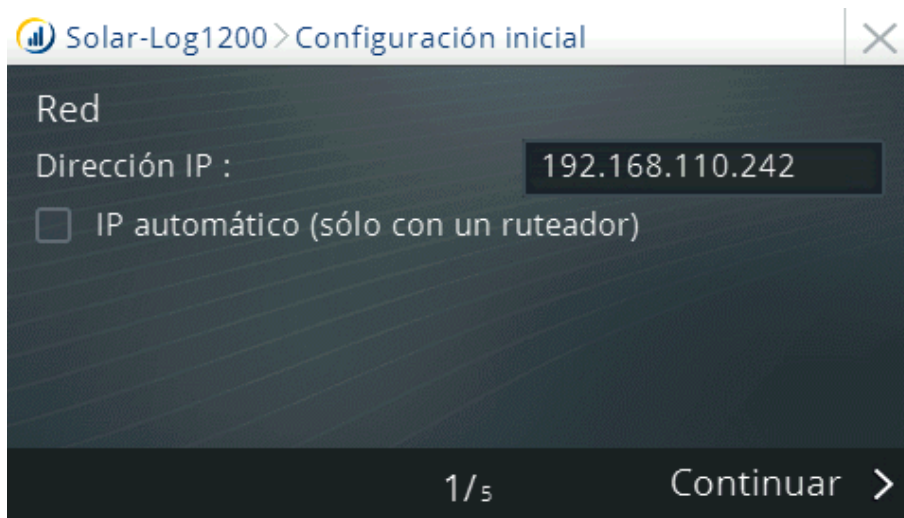 Solar-Log1200 > Configuración inicial
Red
Dirección IP : 192.168.110.242
IP automático (sólo con un ruteador)
1/5 Continuar >